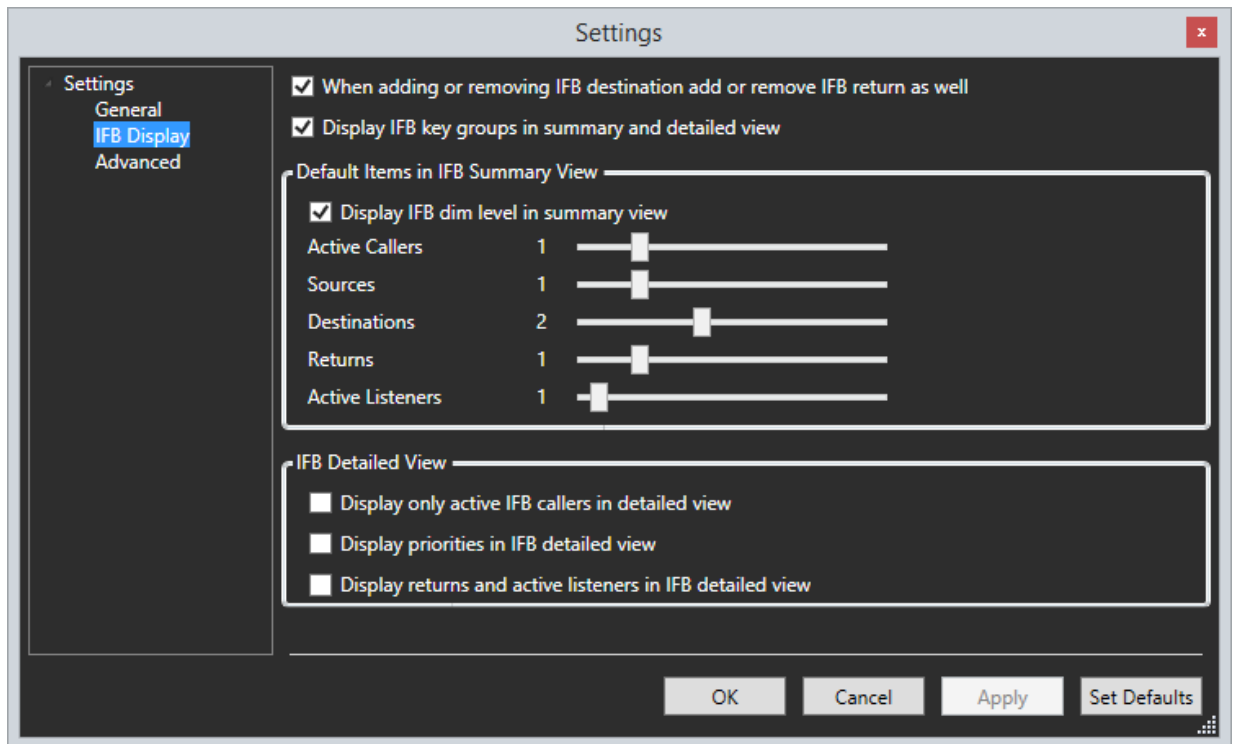 Settings
x
Settings
General
IFB Display
Advanced
When adding or removing IFB destination add or remove IFB return as well
Display IFB key groups in summary and detailed view
Default Items in IFB Summary View
Display IFB dim level in summary view
Active Callers 1
Sources 1
Destinations 2
Returns 1
Active Listeners 1
IFB Detailed View
Display only active IFB callers in detailed view
Display priorities in IFB detailed view
Display returns and active listeners in IFB detailed view
OK Cancel Apply Set Defaults